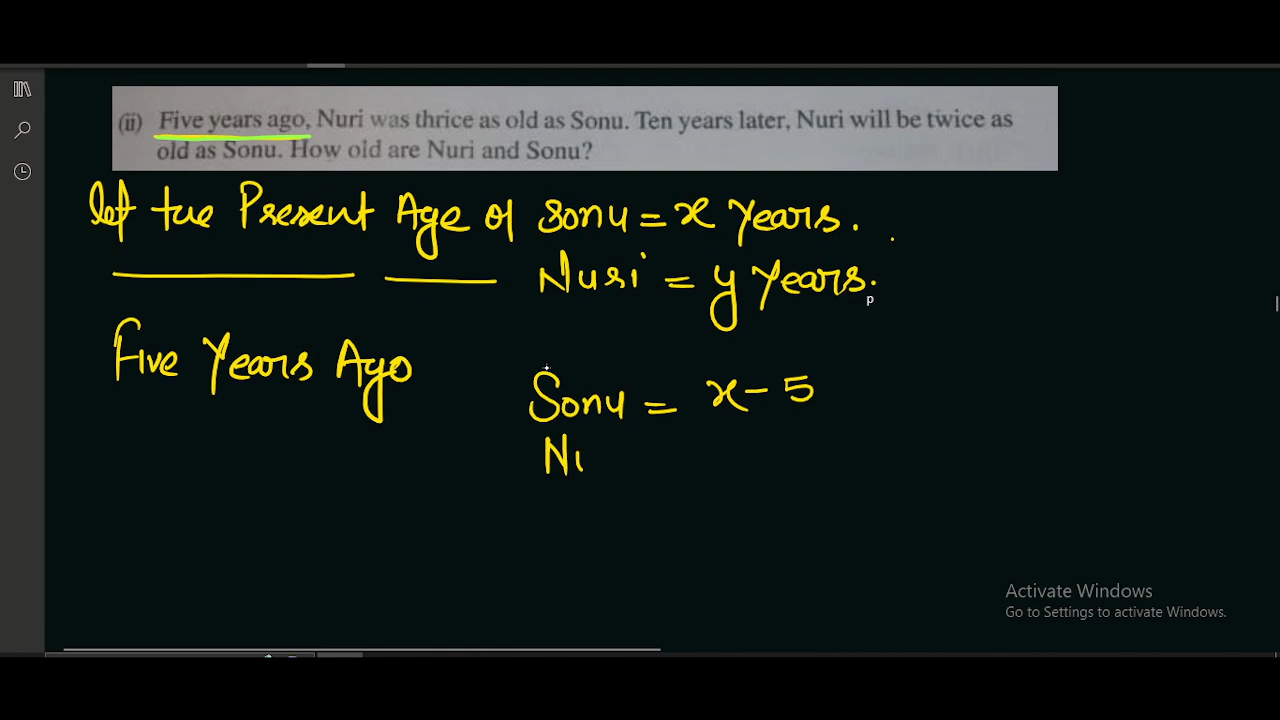 (ii) Five years ago, Nuri was thrice as old as Sonu. Ten years later, Nuri will be twice as
old as Sonu. How old are Nuri and Sonu?
let the Present Age of Sonu = x years.
Nuri = y years.
p
Five Years Ago
Sonu = x - 5
Nu
Activate Windows
Go to Settings to activate Windows.